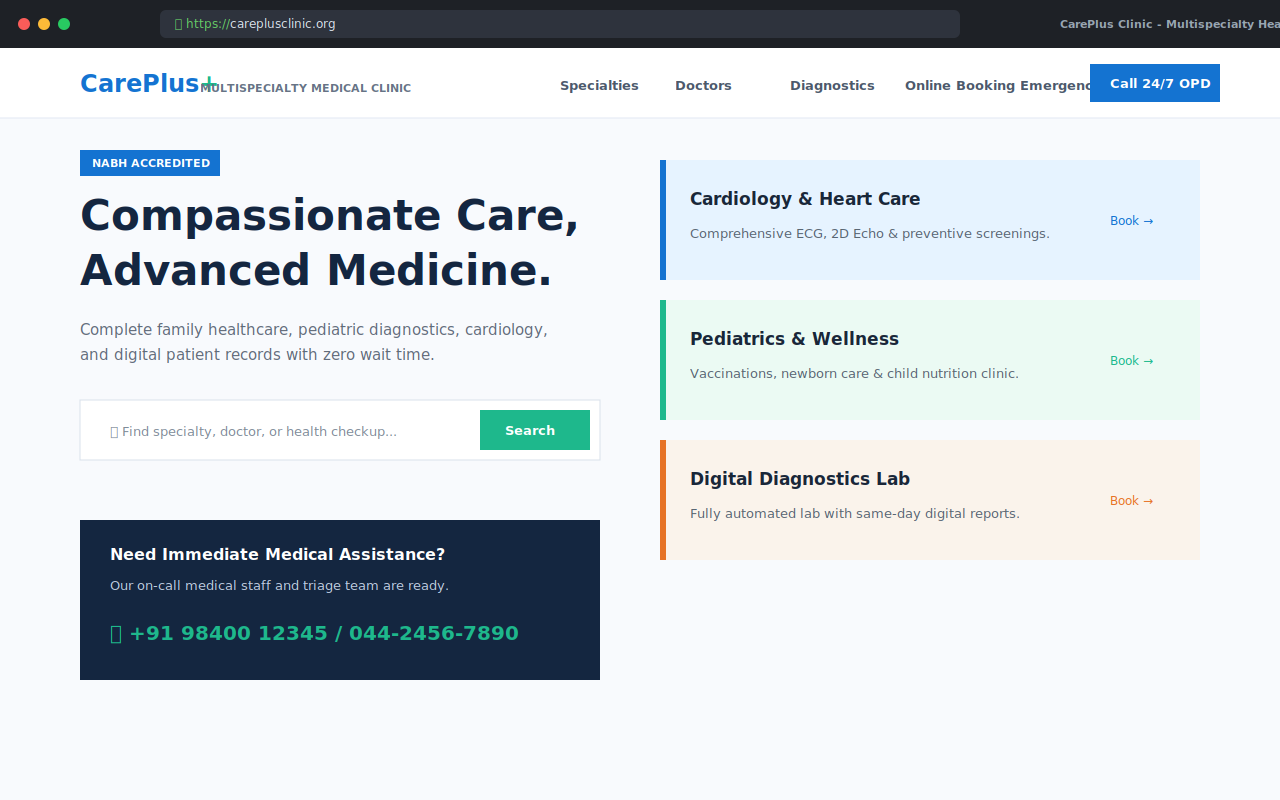 https://careplusclinic.org
CarePlus Clinic - Multispecialty Hea
CarePlus+
MULTISPECIALTY MEDICAL CLINIC
Specialties
Doctors
Diagnostics
Online Booking
Emergenc
Call 24/7 OPD
NABH ACCREDITED
Compassionate Care,
Advanced Medicine.
Complete family healthcare, pediatric diagnostics, cardiology,
and digital patient records with zero wait time.
Find specialty, doctor, or health checkup...
Search
Need Immediate Medical Assistance?
Our on-call medical staff and triage team are ready.
+91 98400 12345 / 044-2456-7890
Cardiology & Heart Care
Comprehensive ECG, 2D Echo & preventive screenings.
Book →
Pediatrics & Wellness
Vaccinations, newborn care & child nutrition clinic.
Book →
Digital Diagnostics Lab
Fully automated lab with same-day digital reports.
Book →